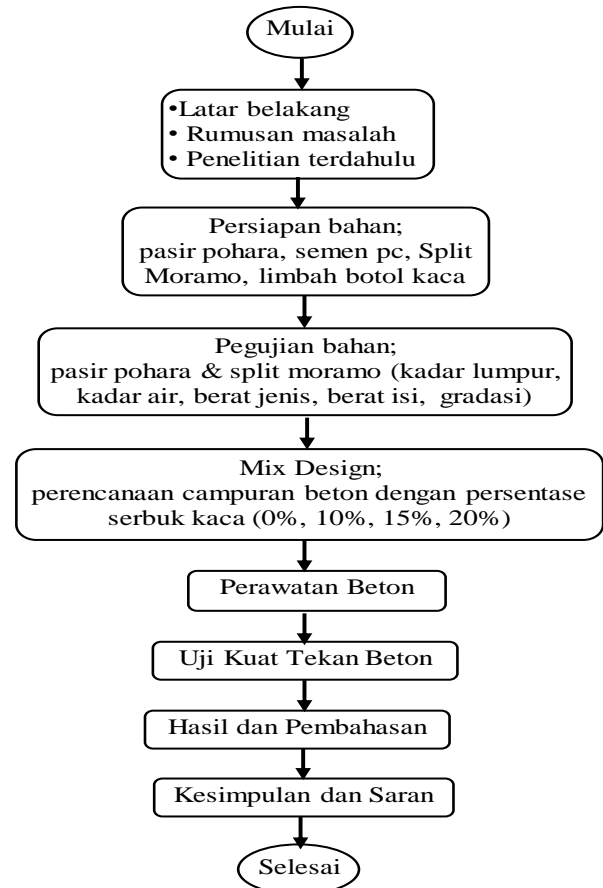 Mulai
•Latar belakang
• Rumusan masalah
• Penelitian terdahulu
Persiapan bahan;
pasir pohara, semen pc, Split
Moramo, limbah botol kaca
Pegujian bahan;
pasir pohara & split moramo (kadar lumpur,
kadar air, berat jenis, berat isi, gradasi)
Mix Design;
perencanaan campuran beton dengan persentase
serbuk kaca (0%, 10%, 15%, 20%)
Perawatan Beton
Uji Kuat Tekan Beton
Hasil dan Pembahasan
Kesimpulan dan Saran
Selesai